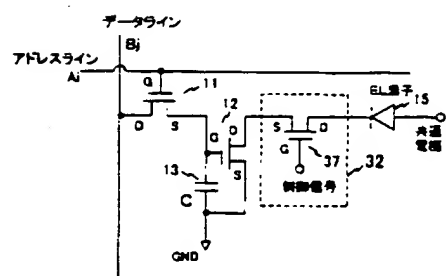 データライン
Bj
アドレスライン
Ai
G
11
D
S
12
G
D
S
13
C
GND
S
D
G
37
制御信号
32
EL素子
15
共通
電極